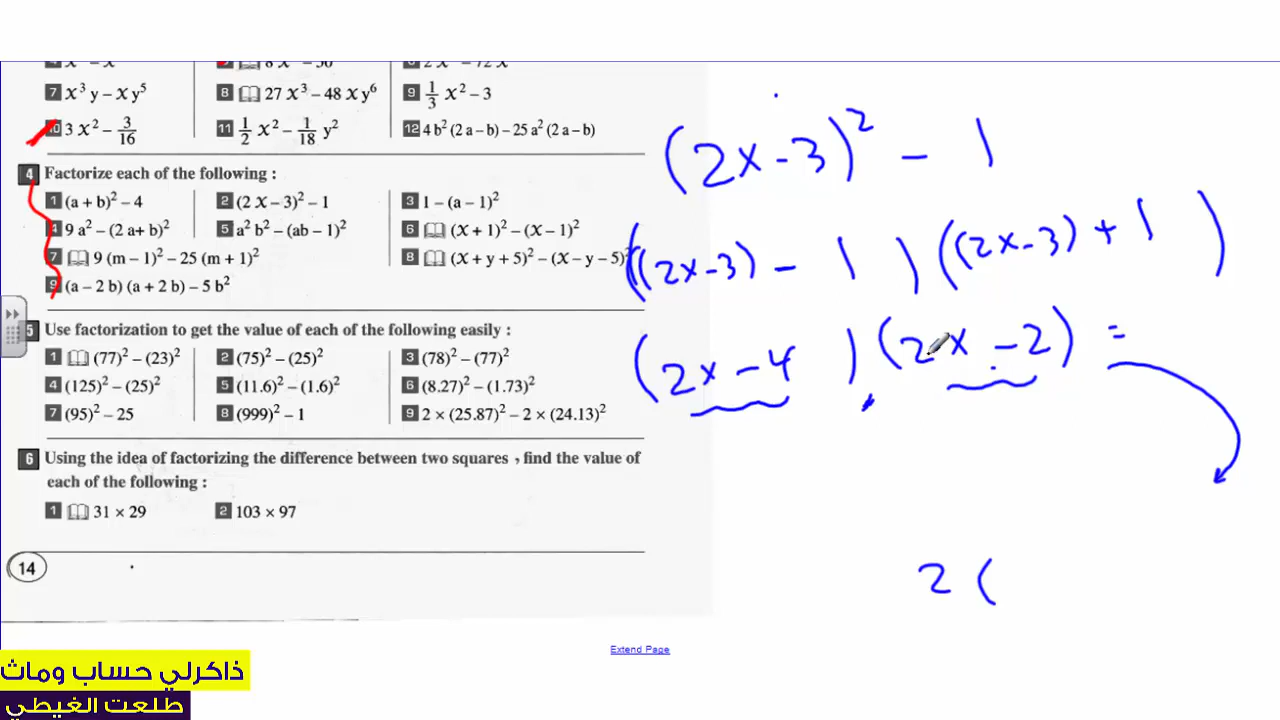 7 x³ y – x y⁵ 8 27 x³ – 48 x y⁶ 9 1/3 x² – 3
10 3 x² – 3/16 11 1/2 x² – 1/18 y² 12 4 b² (2 a – b) – 25 a² (2 a – b)
4 Factorize each of the following :
1 (a + b)² – 4 2 (2 x – 3)² – 1 3 1 – (a – 1)²
4 9 a² – (2 a + b)² 5 a² b² – (ab – 1)² 6 (x + 1)² – (x – 1)²
7 9 (m – 1)² – 25 (m + 1)² 8 (x + y + 5)² – (x – y – 5)²
9 (a – 2 b) (a + 2 b) – 5 b²
5 Use factorization to get the value of each of the following easily :
1 (77)² – (23)² 2 (75)² – (25)² 3 (78)² – (77)²
4 (125)² – (25)² 5 (11.6)² – (1.6)² 6 (8.27)² – (1.73)²
7 (95)² – 25 8 (999)² – 1 9 2 × (25.87)² – 2 × (24.13)²
6 Using the idea of factorizing the difference between two squares , find the value of
each of the following :
1 31 × 29 2 103 × 97
14
(2x - 3)² - 1
((2x - 3) - 1) ((2x - 3) + 1)
(2x - 4) (2x - 2) =
2 (
Extend Page
ذاكرلي حساب وماث
طلعت الغيطي